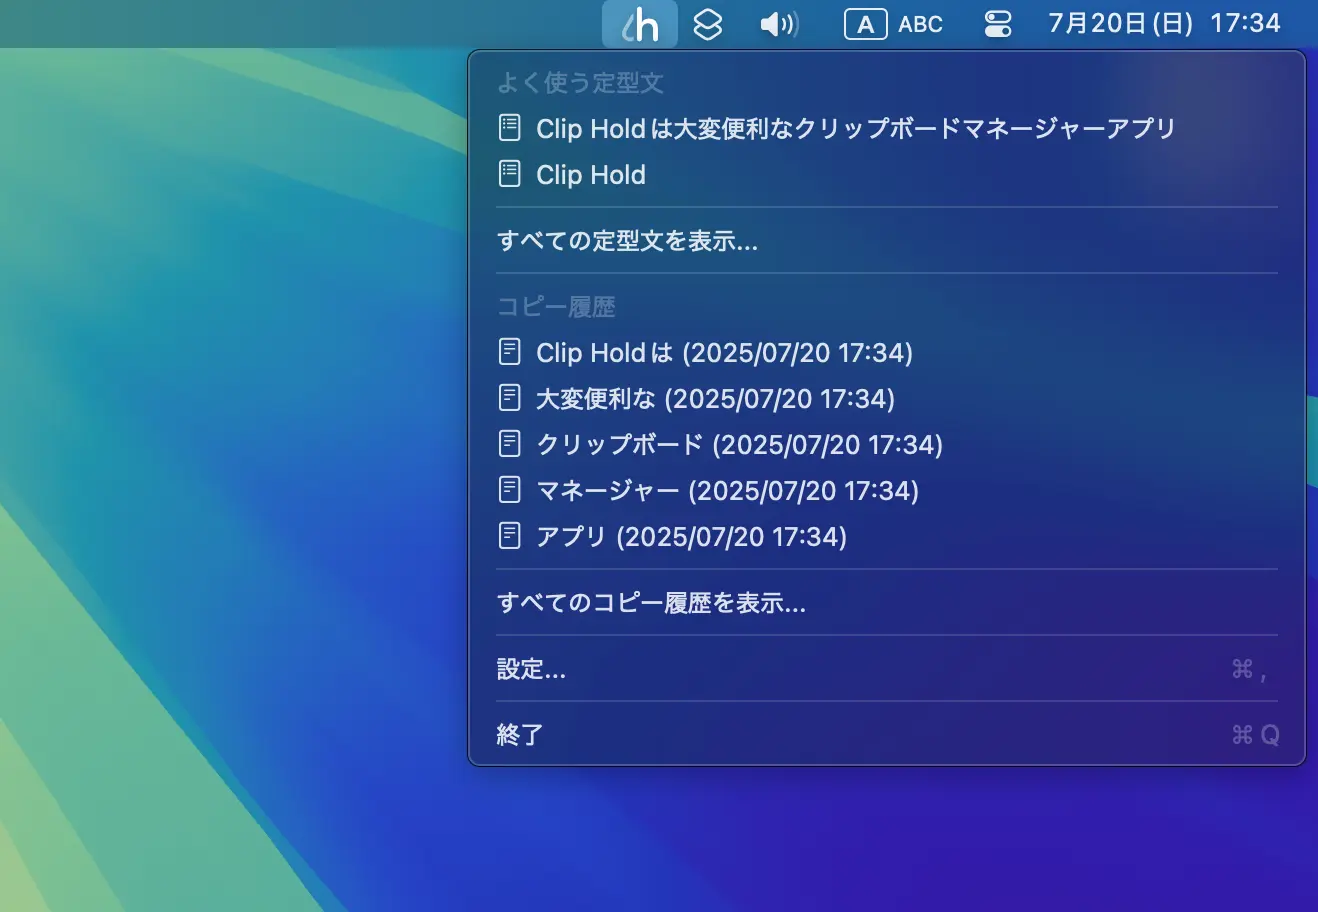 h A ABC 7月20日(日) 17:34
よく使う定型文
Clip Holdは大変便利なクリップボードマネージャーアプリ
Clip Hold
すべての定型文を表示...
コピー履歴
Clip Holdは (2025/07/20 17:34)
大変便利な (2025/07/20 17:34)
クリップボード (2025/07/20 17:34)
マネージャー (2025/07/20 17:34)
アプリ (2025/07/20 17:34)
すべてのコピー履歴を表示...
設定... ⌘ ,
終了 ⌘ Q